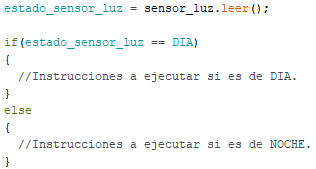 estado_sensor_luz = sensor_luz.leer();
if(estado_sensor_luz == DIA)
{
//Instrucciones a ejecutar si es de DIA.
}
else
{
//Instrucciones a ejecutar si es de NOCHE.
}